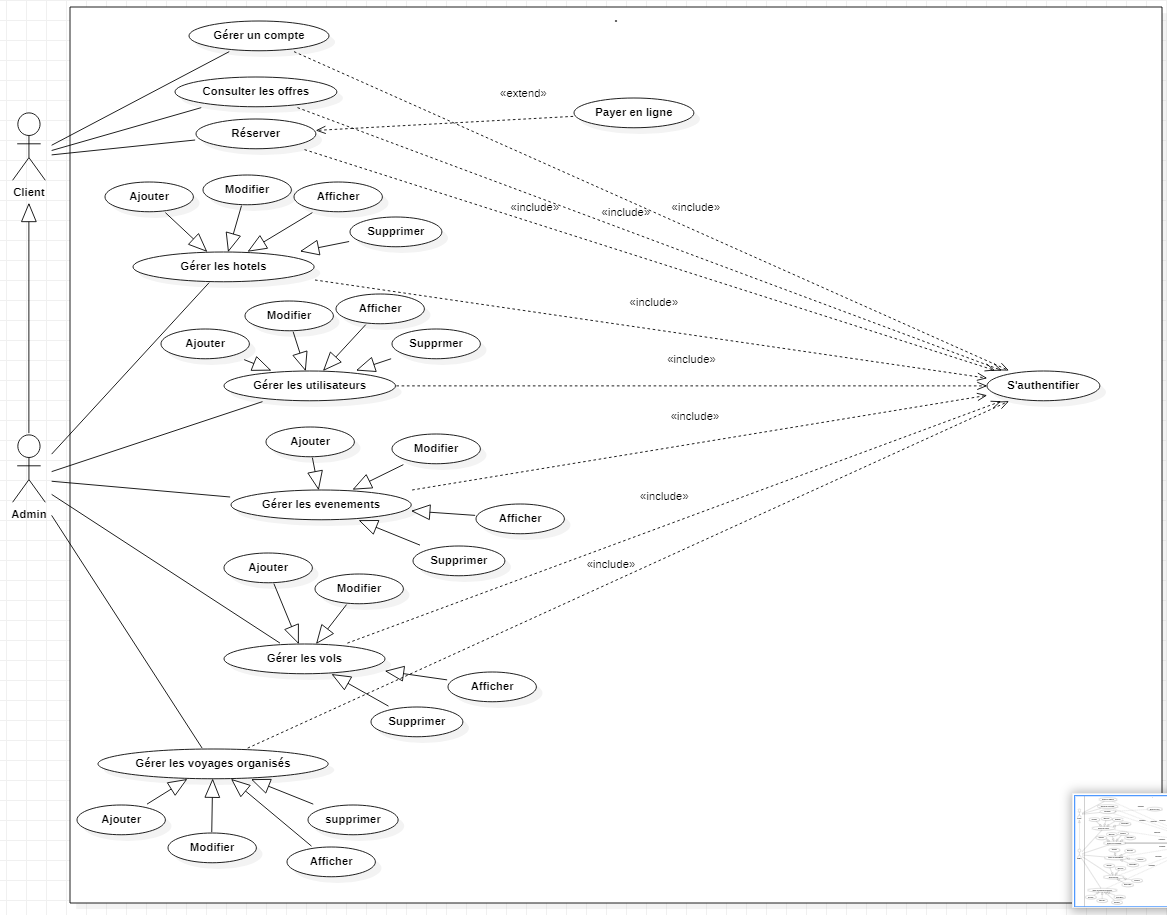 Gérer un compte
Consulter les offres
«extend»
Payer en ligne
Réserver
Client
Ajouter
Modifier
Afficher
«include»
«include»
«include»
Supprimer
Gérer les hotels
«include»
Modifier
Afficher
Ajouter
Supprmer
«include»
Gérer les utilisateurs
S'authentifier
«include»
Ajouter
Modifier
«include»
Gérer les evenements
Admin
Afficher
Supprimer
«include»
Ajouter
Modifier
Gérer les vols
Afficher
Supprimer
Gérer les voyages organisés
Ajouter
supprimer
Modifier
Afficher